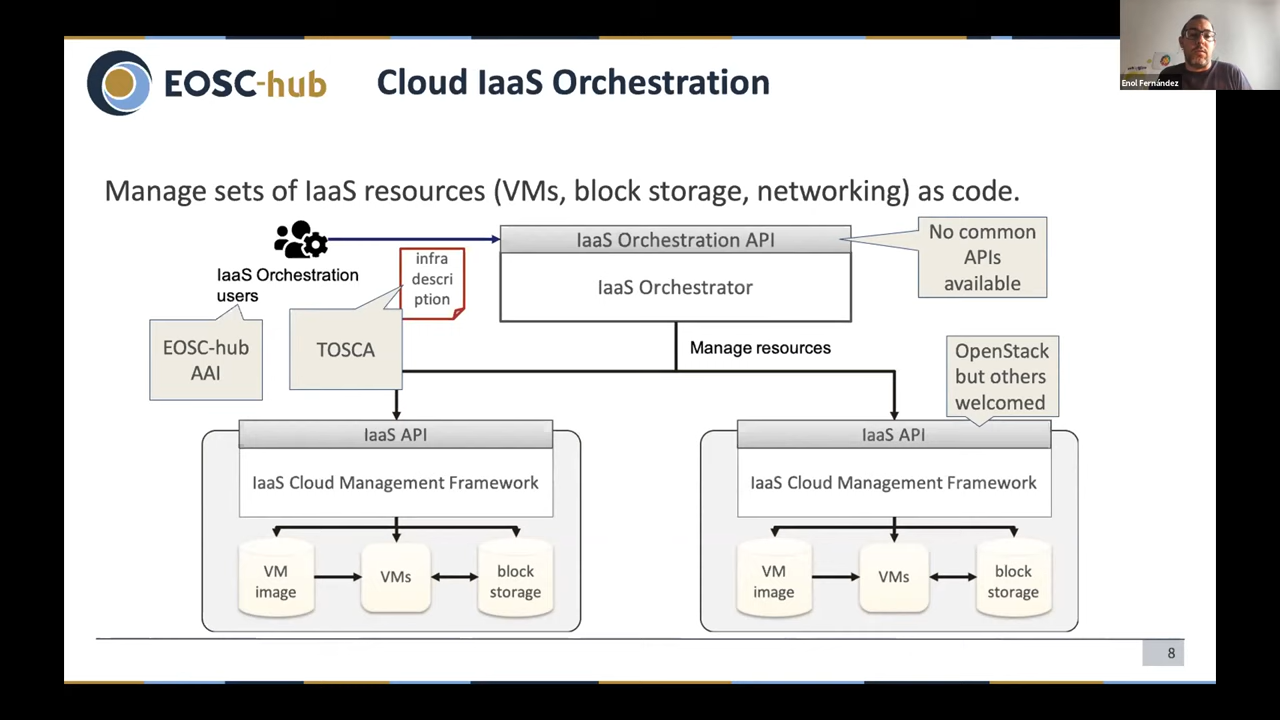 EOSC-hub
Cloud IaaS Orchestration
Enol Fernández
Manage sets of IaaS resources (VMs, block storage, networking) as code.
IaaS Orchestration
users
EOSC-hub
AAI
infra
descri
ption
TOSCA
IaaS Orchestration API
IaaS Orchestrator
No common
APIs
available
Manage resources
OpenStack
but others
welcomed
IaaS API
IaaS Cloud Management Framework
VM
image
VMs
block
storage
IaaS API
IaaS Cloud Management Framework
VM
image
VMs
block
storage
8